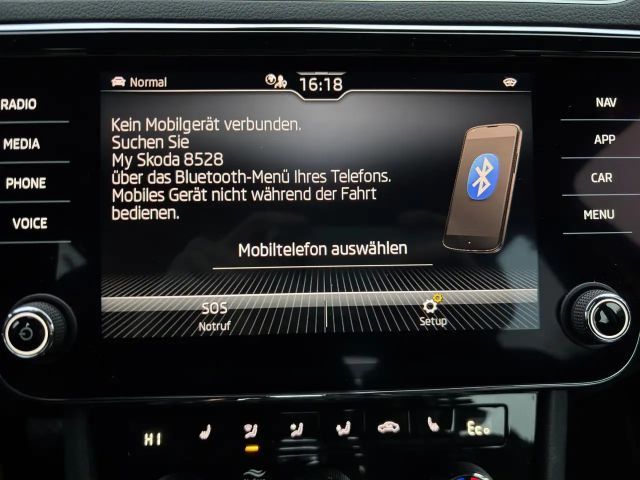 Normal
16:18
RADIO
MEDIA
PHONE
VOICE
Kein Mobilgerät verbunden.
Suchen Sie
My Skoda 8528
über das Bluetooth-Menü Ihres Telefons.
Mobiles Gerät nicht während der Fahrt
bedienen.
Mobiltelefon auswählen
SOS
Notruf
Setup
NAV
APP
CAR
MENU
HI
Eco